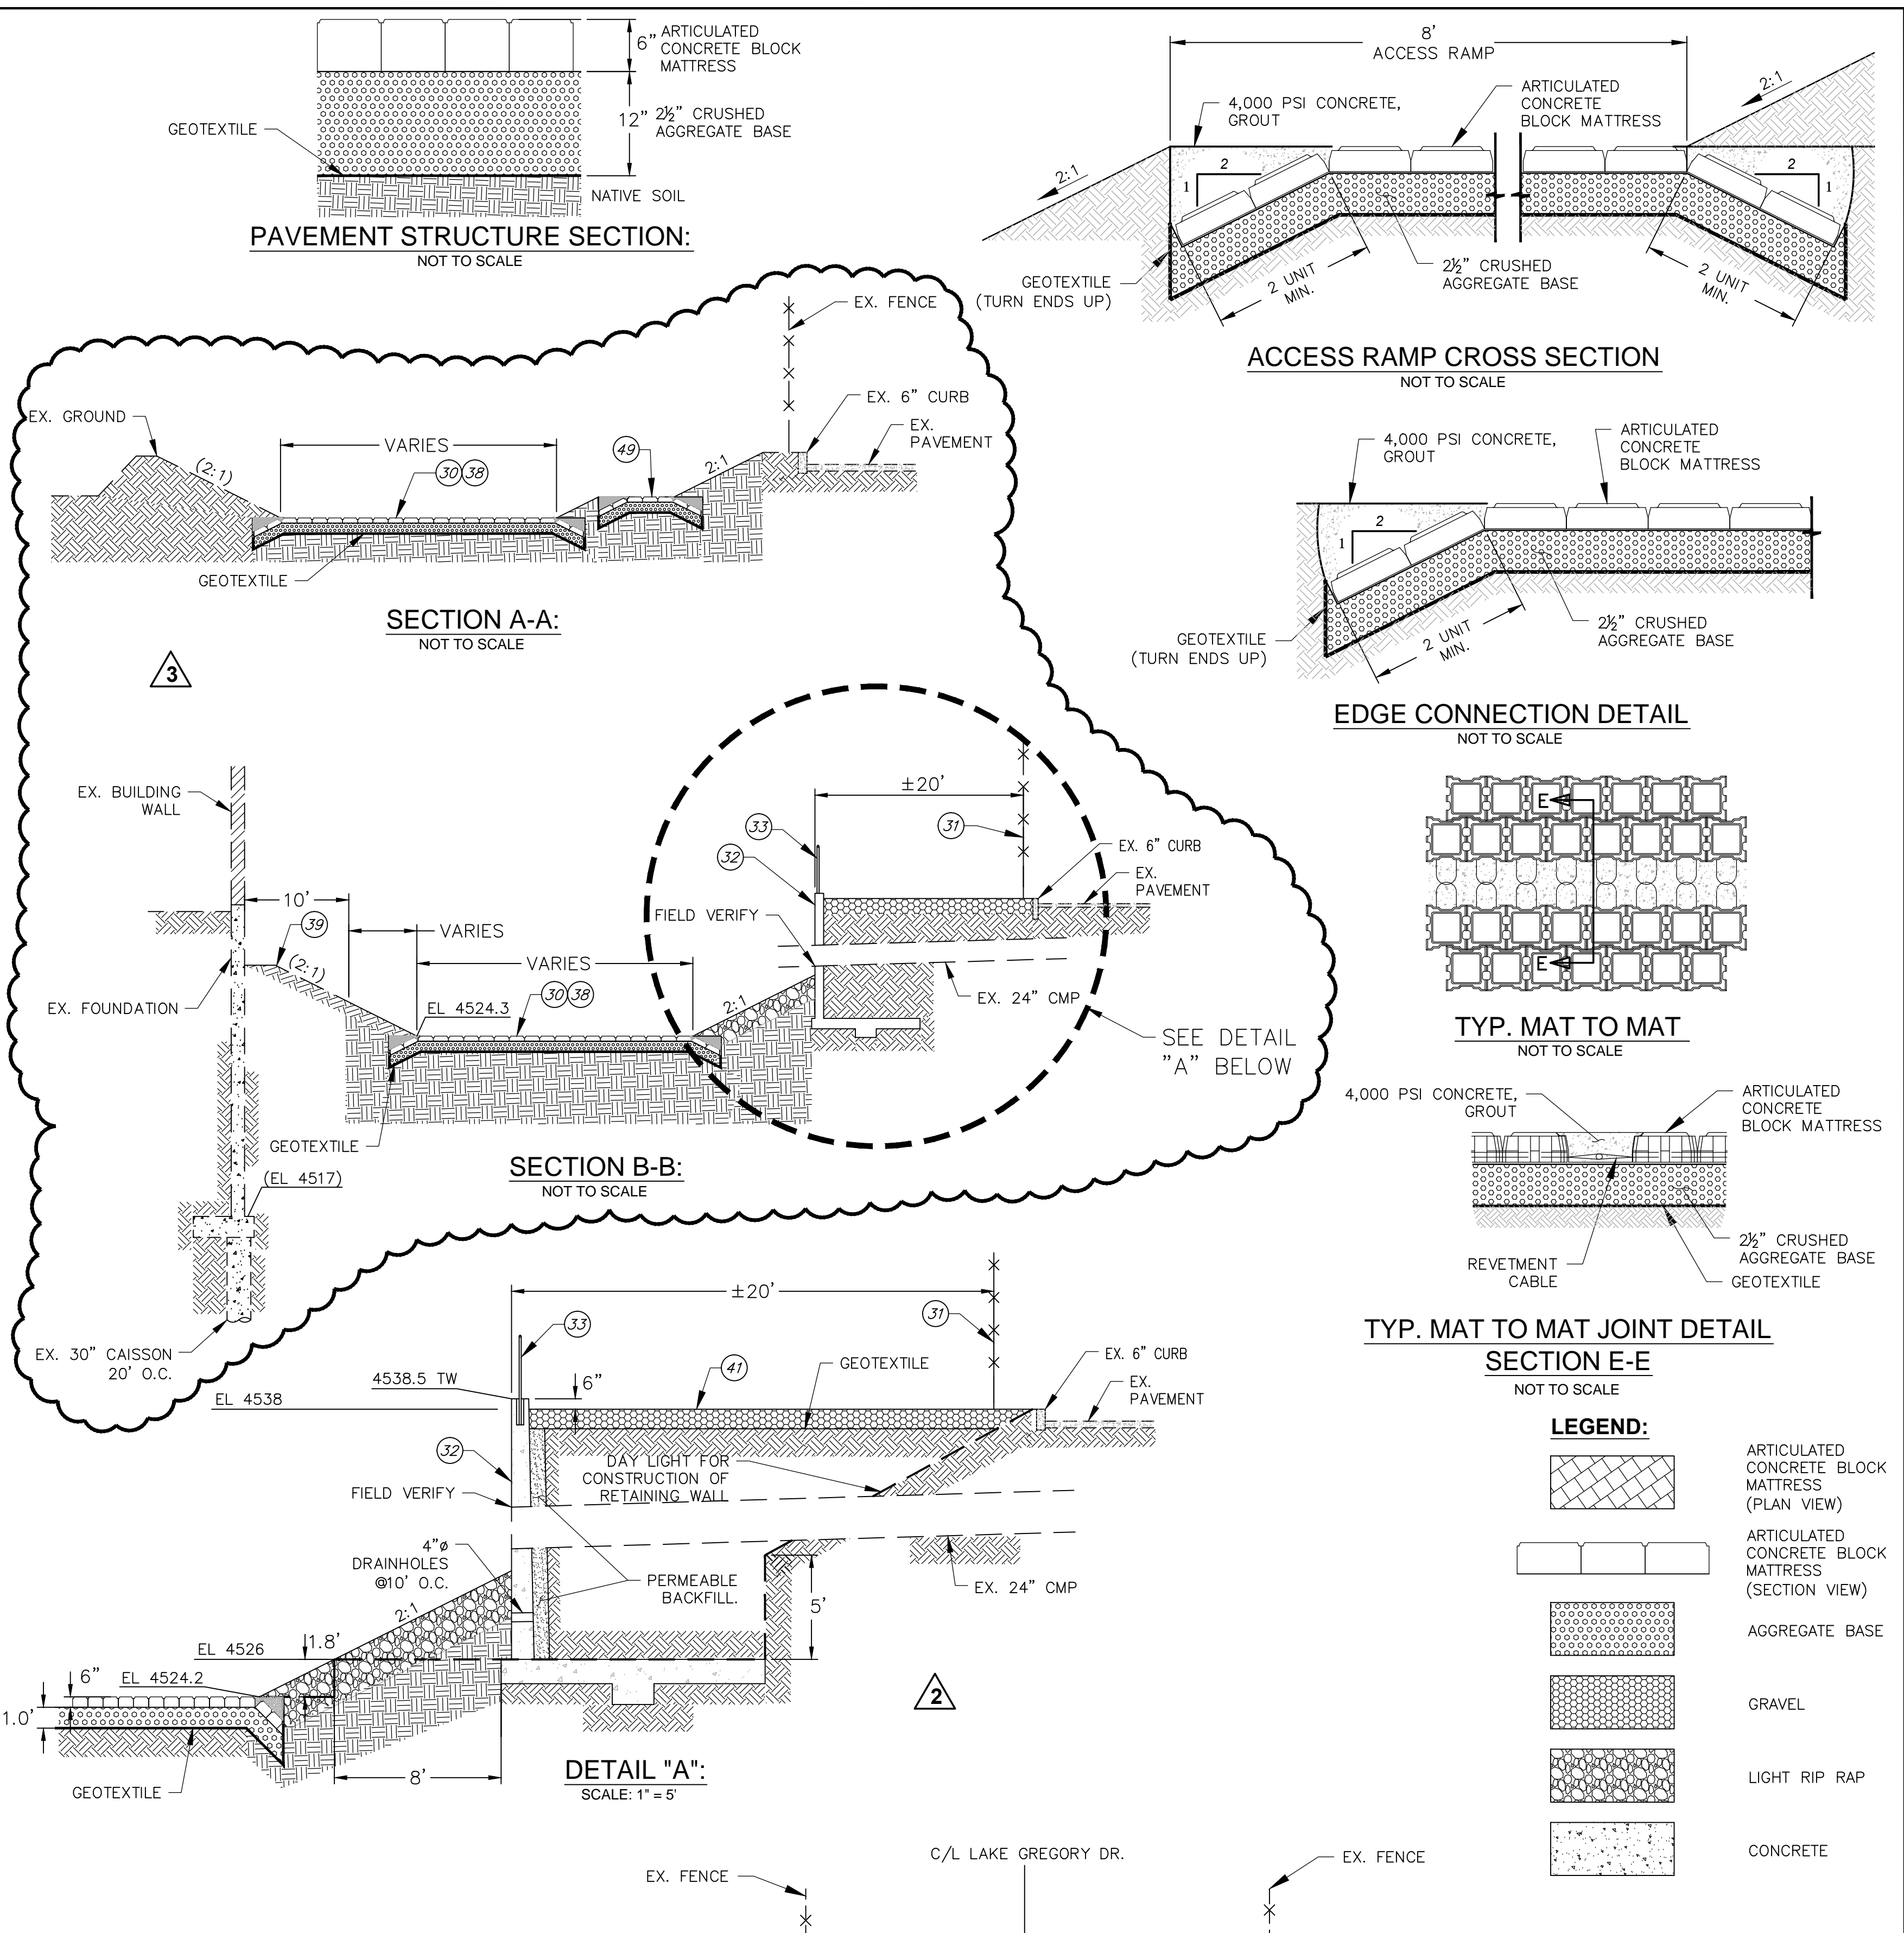 6" ARTICULATED
CONCRETE BLOCK
MATTRESS
12" 2½" CRUSHED
AGGREGATE BASE
GEOTEXTILE
NATIVE SOIL
PAVEMENT STRUCTURE SECTION:
NOT TO SCALE
8'
ACCESS RAMP
2:1
4,000 PSI CONCRETE,
GROUT
ARTICULATED
CONCRETE
BLOCK MATTRESS
2:1
2
1
2
1
GEOTEXTILE
(TURN ENDS UP)
2 UNIT
MIN.
2½" CRUSHED
AGGREGATE BASE
2 UNIT
MIN.
ACCESS RAMP CROSS SECTION
NOT TO SCALE
EX. FENCE
EX. 6" CURB
EX.
PAVEMENT
EX. GROUND
(2:1)
VARIES
30 38
49
2:1
GEOTEXTILE
SECTION A-A:
NOT TO SCALE
3
4,000 PSI CONCRETE,
GROUT
ARTICULATED
CONCRETE
BLOCK MATTRESS
2
1
GEOTEXTILE
(TURN ENDS UP)
2 UNIT
MIN.
2½" CRUSHED
AGGREGATE BASE
EDGE CONNECTION DETAIL
NOT TO SCALE
EX. BUILDING
WALL
10'
39
(2:1)
VARIES
VARIES
EX. FOUNDATION
EL 4524.3
30 38
2:1
±20'
33
31
32
EX. 6" CURB
EX.
PAVEMENT
FIELD VERIFY
EX. 24" CMP
SEE DETAIL
"A" BELOW
GEOTEXTILE
(EL 4517)
EX. 30" CAISSON
20' O.C.
SECTION B-B:
NOT TO SCALE
E
E
TYP. MAT TO MAT
NOT TO SCALE
4,000 PSI CONCRETE,
GROUT
ARTICULATED
CONCRETE
BLOCK MATTRESS
REVETMENT
CABLE
2½" CRUSHED
AGGREGATE BASE
GEOTEXTILE
TYP. MAT TO MAT JOINT DETAIL
SECTION E-E
NOT TO SCALE
±20'
33
31
4538.5 TW
6"
41
GEOTEXTILE
EX. 6" CURB
EX.
PAVEMENT
EL 4538
32
DAY LIGHT FOR
CONSTRUCTION OF
RETAINING WALL
FIELD VERIFY
4"ø
DRAINHOLES
@10' O.C.
PERMEABLE
BACKFILL.
EX. 24" CMP
5'
2:1
EL 4526
1.8'
6"
EL 4524.2
1.0'
GEOTEXTILE
8'
2
DETAIL "A":
SCALE: 1" = 5'
LEGEND:
ARTICULATED
CONCRETE BLOCK
MATTRESS
(PLAN VIEW)
ARTICULATED
CONCRETE BLOCK
MATTRESS
(SECTION VIEW)
AGGREGATE BASE
GRAVEL
LIGHT RIP RAP
CONCRETE
C/L LAKE GREGORY DR.
EX. FENCE
EX. FENCE